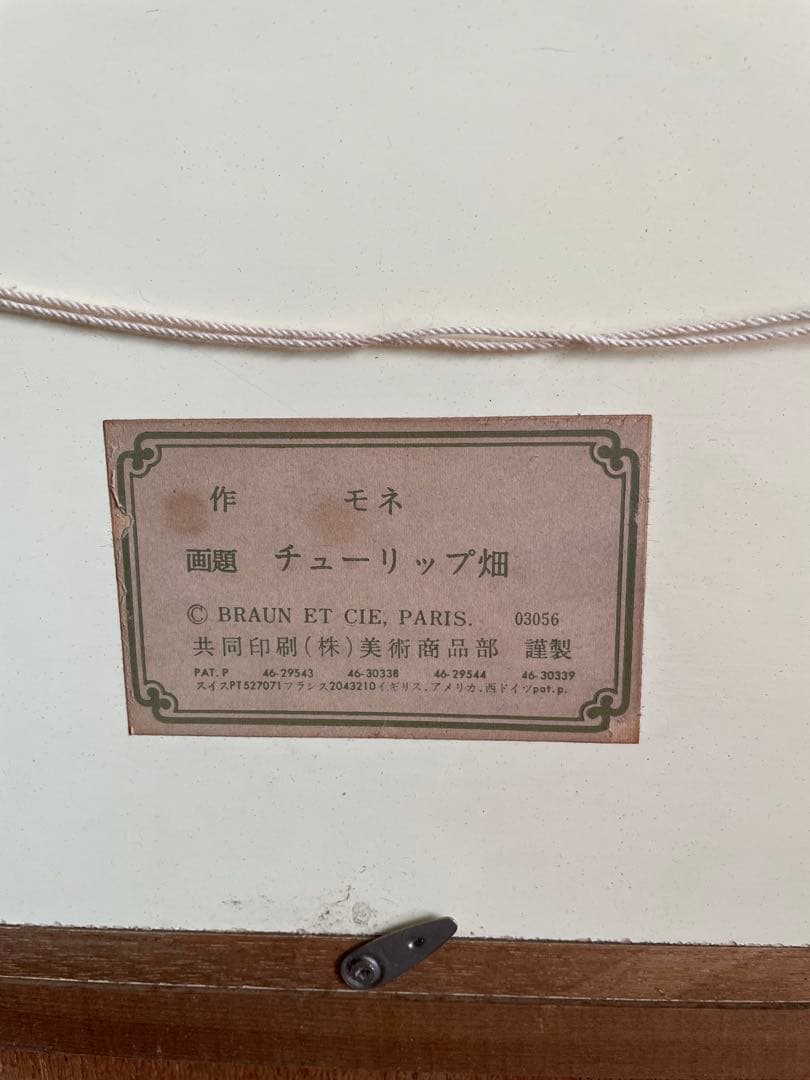 作 モネ
画題 チューリップ畑
© BRAUN ET CIE, PARIS. 03056
共同印刷(株)美術商品部 謹製
PAT. P 46-29543 46-30338 46-29544 46-30339
スイスPT527071フランス2043210イギリス.アメリカ.西ドイツpat.p.